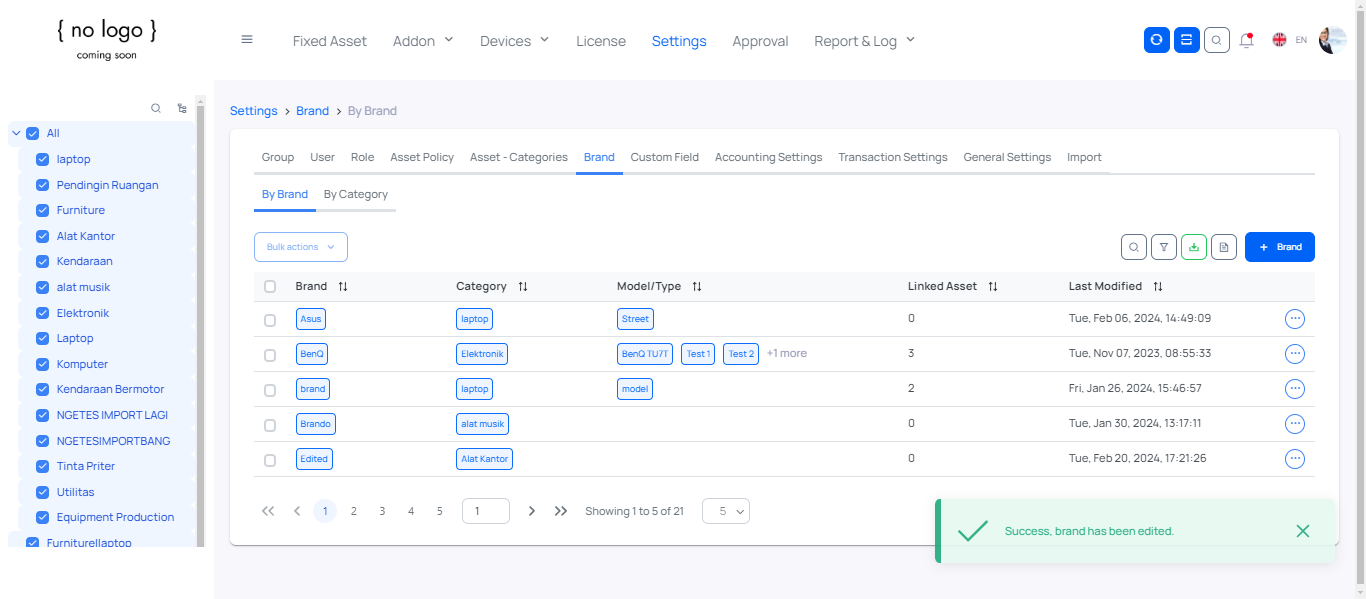 { no logo }
coming soon
Fixed Asset Addon Devices License Settings Approval Report & Log EN
All
laptop
Pendingin Ruangan
Furniture
Alat Kantor
Kendaraan
alat musik
Elektronik
Laptop
Komputer
Kendaraan Bermotor
NGETES IMPORT LAGI
NGETESIMPORTBANG
Tinta Priter
Utilitas
Equipment Production
Furniturellaptop
Settings > Brand > By Brand
Group User Role Asset Policy Asset - Categories Brand Custom Field Accounting Settings Transaction Settings General Settings Import
By Brand By Category
Bulk actions + Brand
Brand Category Model/Type Linked Asset Last Modified
Asus laptop Street 0 Tue, Feb 06, 2024, 14:49:09
BenQ Elektronik BenQ TU7T Test 1 Test 2 +1 more 3 Tue, Nov 07, 2023, 08:55:33
brand laptop model 2 Fri, Jan 26, 2024, 15:46:57
Brando alat musik 0 Tue, Jan 30, 2024, 13:17:11
Edited Alat Kantor 0 Tue, Feb 20, 2024, 17:21:26
1 2 3 4 5 1 Showing 1 to 5 of 21 5
Success, brand has been edited.